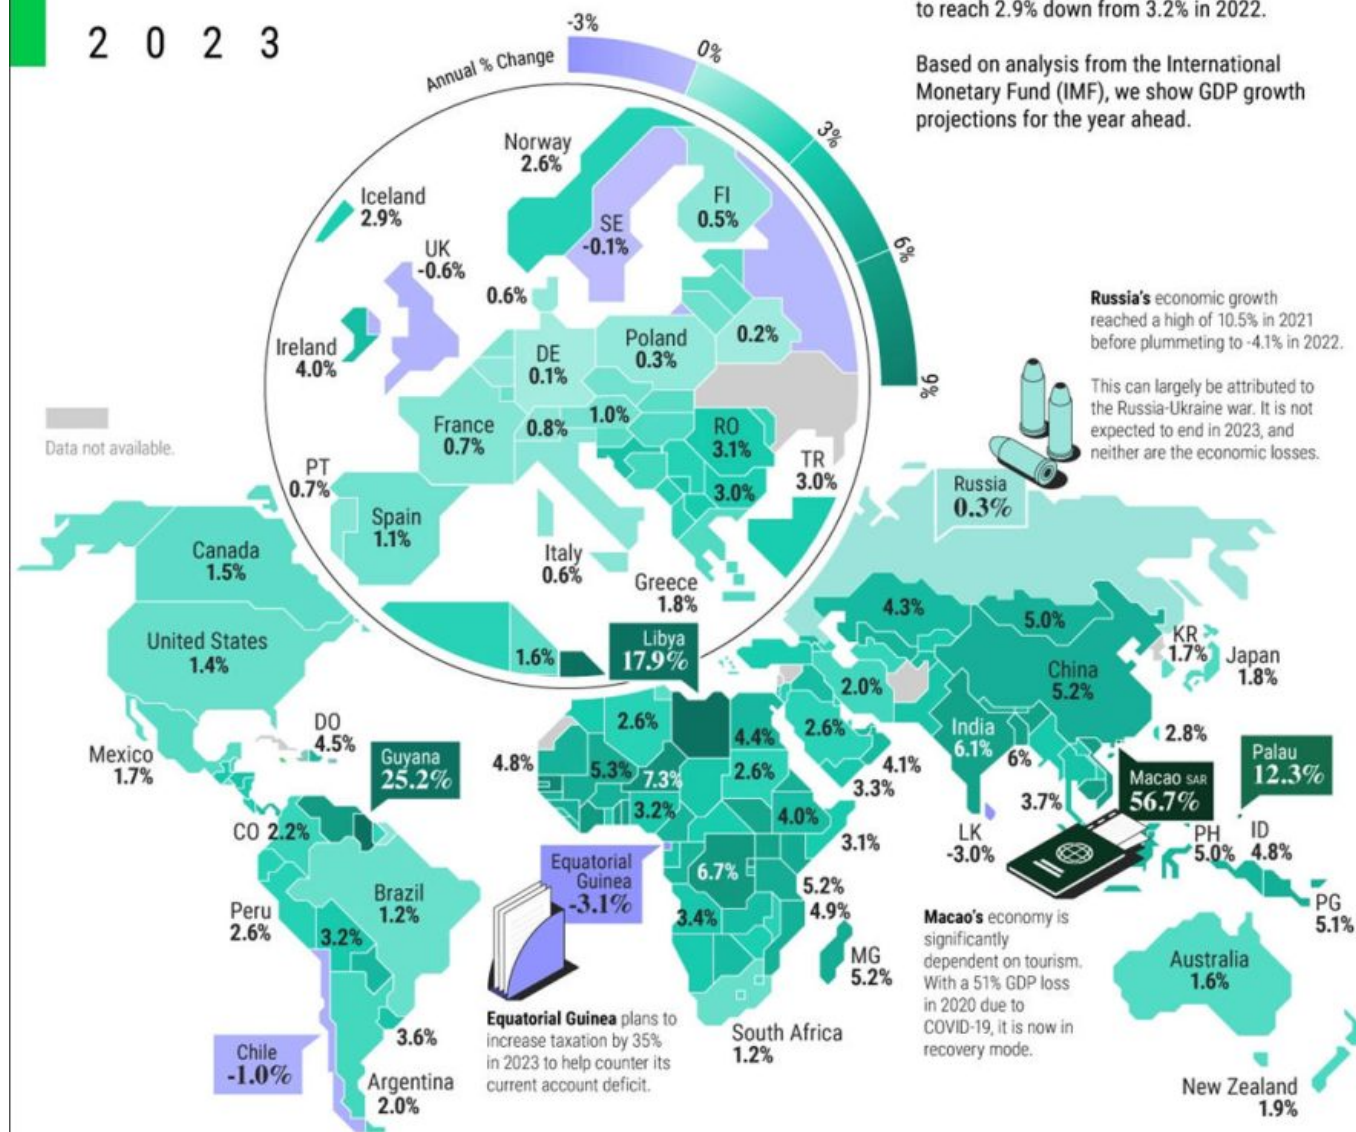 to reach 2.9% down from 3.2% in 2022.
2 0 2 3
Based on analysis from the International
Monetary Fund (IMF), we show GDP growth
projections for the year ahead.
Annual % Change
-3%
0%
3%
6%
9%
Norway
2.6%
Iceland
2.9%
SE
-0.1%
FI
0.5%
UK
-0.6%
0.6%
Ireland
4.0%
DE
0.1%
Poland
0.3%
0.2%
France
0.7%
0.8%
1.0%
RO
3.1%
3.0%
TR
3.0%
PT
0.7%
Spain
1.1%
Italy
0.6%
Greece
1.8%
1.6%
Libya
17.9%
Data not available.
Russia's economic growth
reached a high of 10.5% in 2021
before plummeting to -4.1% in 2022.
This can largely be attributed to
the Russia-Ukraine war. It is not
expected to end in 2023, and
neither are the economic losses.
Russia
0.3%
Canada
1.5%
United States
1.4%
Mexico
1.7%
DO
4.5%
Guyana
25.2%
CO 2.2%
Brazil
1.2%
Peru
2.6%
3.2%
3.6%
Chile
-1.0%
Argentina
2.0%
4.8%
2.6%
4.4%
5.3%
7.3%
2.6%
3.2%
4.0%
3.1%
6.7%
5.2%
4.9%
3.4%
MG
5.2%
South Africa
1.2%
Equatorial
Guinea
-3.1%
Equatorial Guinea plans to
increase taxation by 35%
in 2023 to help counter its
current account deficit.
4.3%
5.0%
2.0%
2.6%
4.1%
3.3%
China
5.2%
India
6.1%
6%
3.7%
LK
-3.0%
KR
1.7%
Japan
1.8%
2.8%
Macao SAR
56.7%
Palau
12.3%
PH
5.0%
ID
4.8%
PG
5.1%
Macao's economy is
significantly
dependent on tourism.
With a 51% GDP loss
in 2020 due to
COVID-19, it is now in
recovery mode.
Australia
1.6%
New Zealand
1.9%